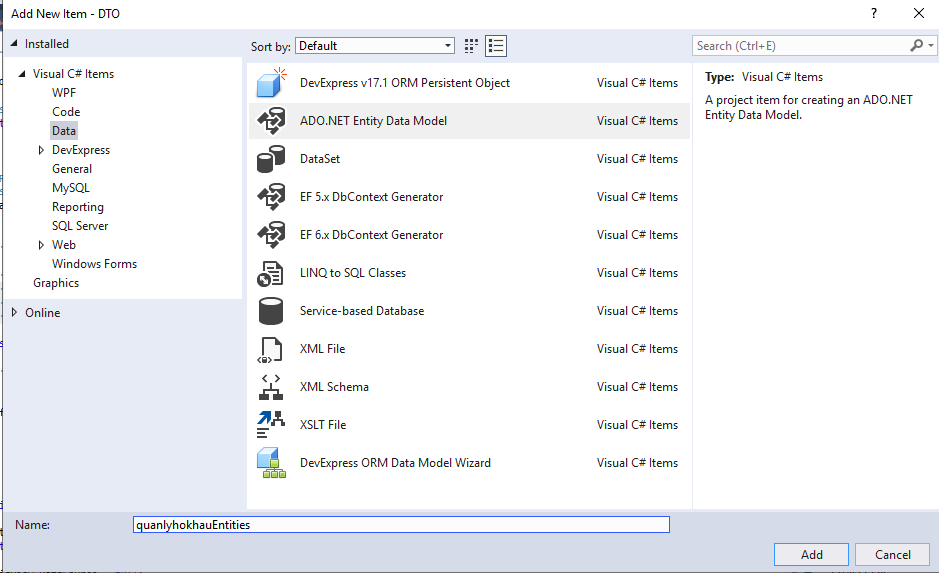 Add New Item - DTO
?
Installed
Sort by: Default
Search (Ctrl+E)
Visual C# Items
WPF
Code
Data
DevExpress
General
MySQL
Reporting
SQL Server
Web
Windows Forms
Graphics
Online
DevExpress v17.1 ORM Persistent Object Visual C# Items
ADO.NET Entity Data Model Visual C# Items
DataSet Visual C# Items
EF 5.x DbContext Generator Visual C# Items
EF 6.x DbContext Generator Visual C# Items
LINQ to SQL Classes Visual C# Items
Service-based Database Visual C# Items
XML File Visual C# Items
XML Schema Visual C# Items
XSLT File Visual C# Items
DevExpress ORM Data Model Wizard Visual C# Items
Type: Visual C# Items
A project item for creating an ADO.NET
Entity Data Model.
Name: quanlyhokhauEntities
Add Cancel